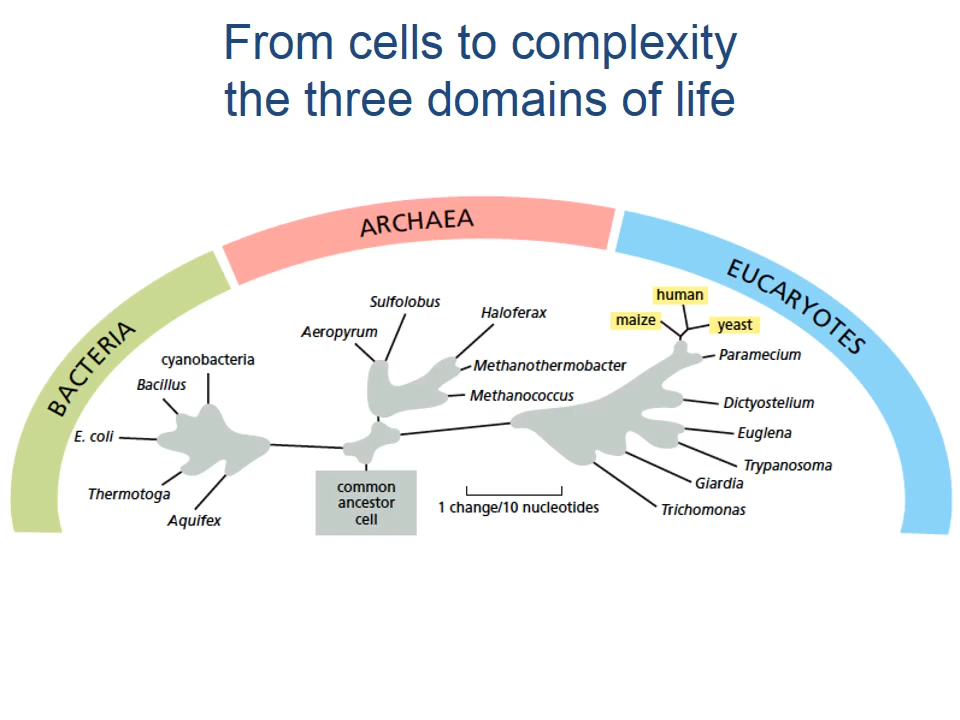 From cells to complexity
the three domains of life
BACTERIA
ARCHAEA
EUCARYOTES
cyanobacteria
Bacillus
E. coli
Thermotoga
Aquifex
Sulfolobus
Aeropyrum
Haloferax
Methanothermobacter
Methanococcus
common
ancestor
cell
1 change/10 nucleotides
human
maize
yeast
Paramecium
Dictyostelium
Euglena
Trypanosoma
Giardia
Trichomonas